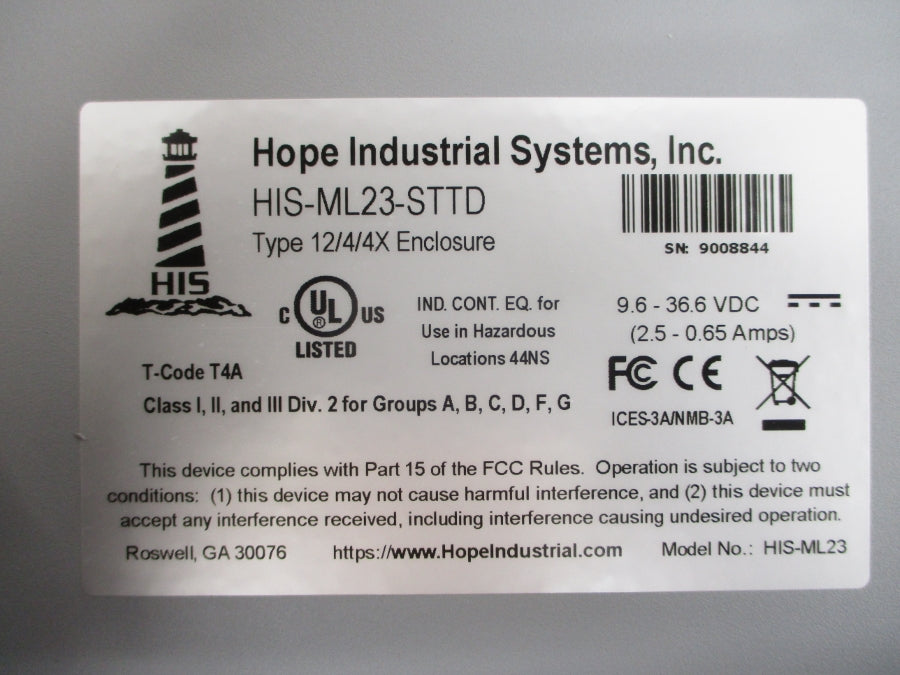 Hope Industrial Systems, Inc.
HIS-ML23-STTD
Type 12/4/4X Enclosure
SN: 9008844
HIS
C UL US
®
LISTED
IND. CONT. EQ. for
Use in Hazardous
Locations 44NS
9.6 - 36.6 VDC
(2.5 - 0.65 Amps)
T-Code T4A
Class I, II, and III Div. 2 for Groups A, B, C, D, F, G
FC CE
ICES-3A/NMB-3A
This device complies with Part 15 of the FCC Rules. Operation is subject to two
conditions: (1) this device may not cause harmful interference, and (2) this device must
accept any interference received, including interference causing undesired operation.
Roswell, GA 30076 https://www.HopeIndustrial.com Model No.: HIS-ML23